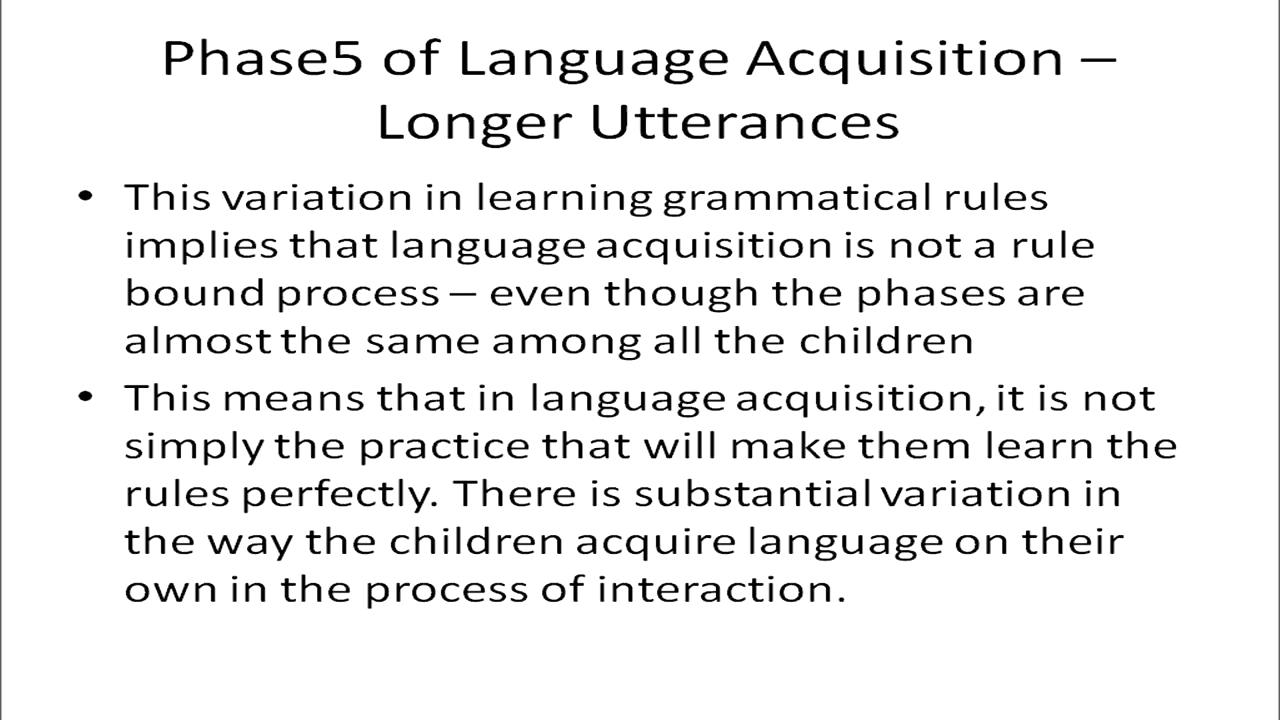 Phase5 of Language Acquisition –
Longer Utterances
• This variation in learning grammatical rules
implies that language acquisition is not a rule
bound process – even though the phases are
almost the same among all the children
• This means that in language acquisition, it is not
simply the practice that will make them learn the
rules perfectly. There is substantial variation in
the way the children acquire language on their
own in the process of interaction.